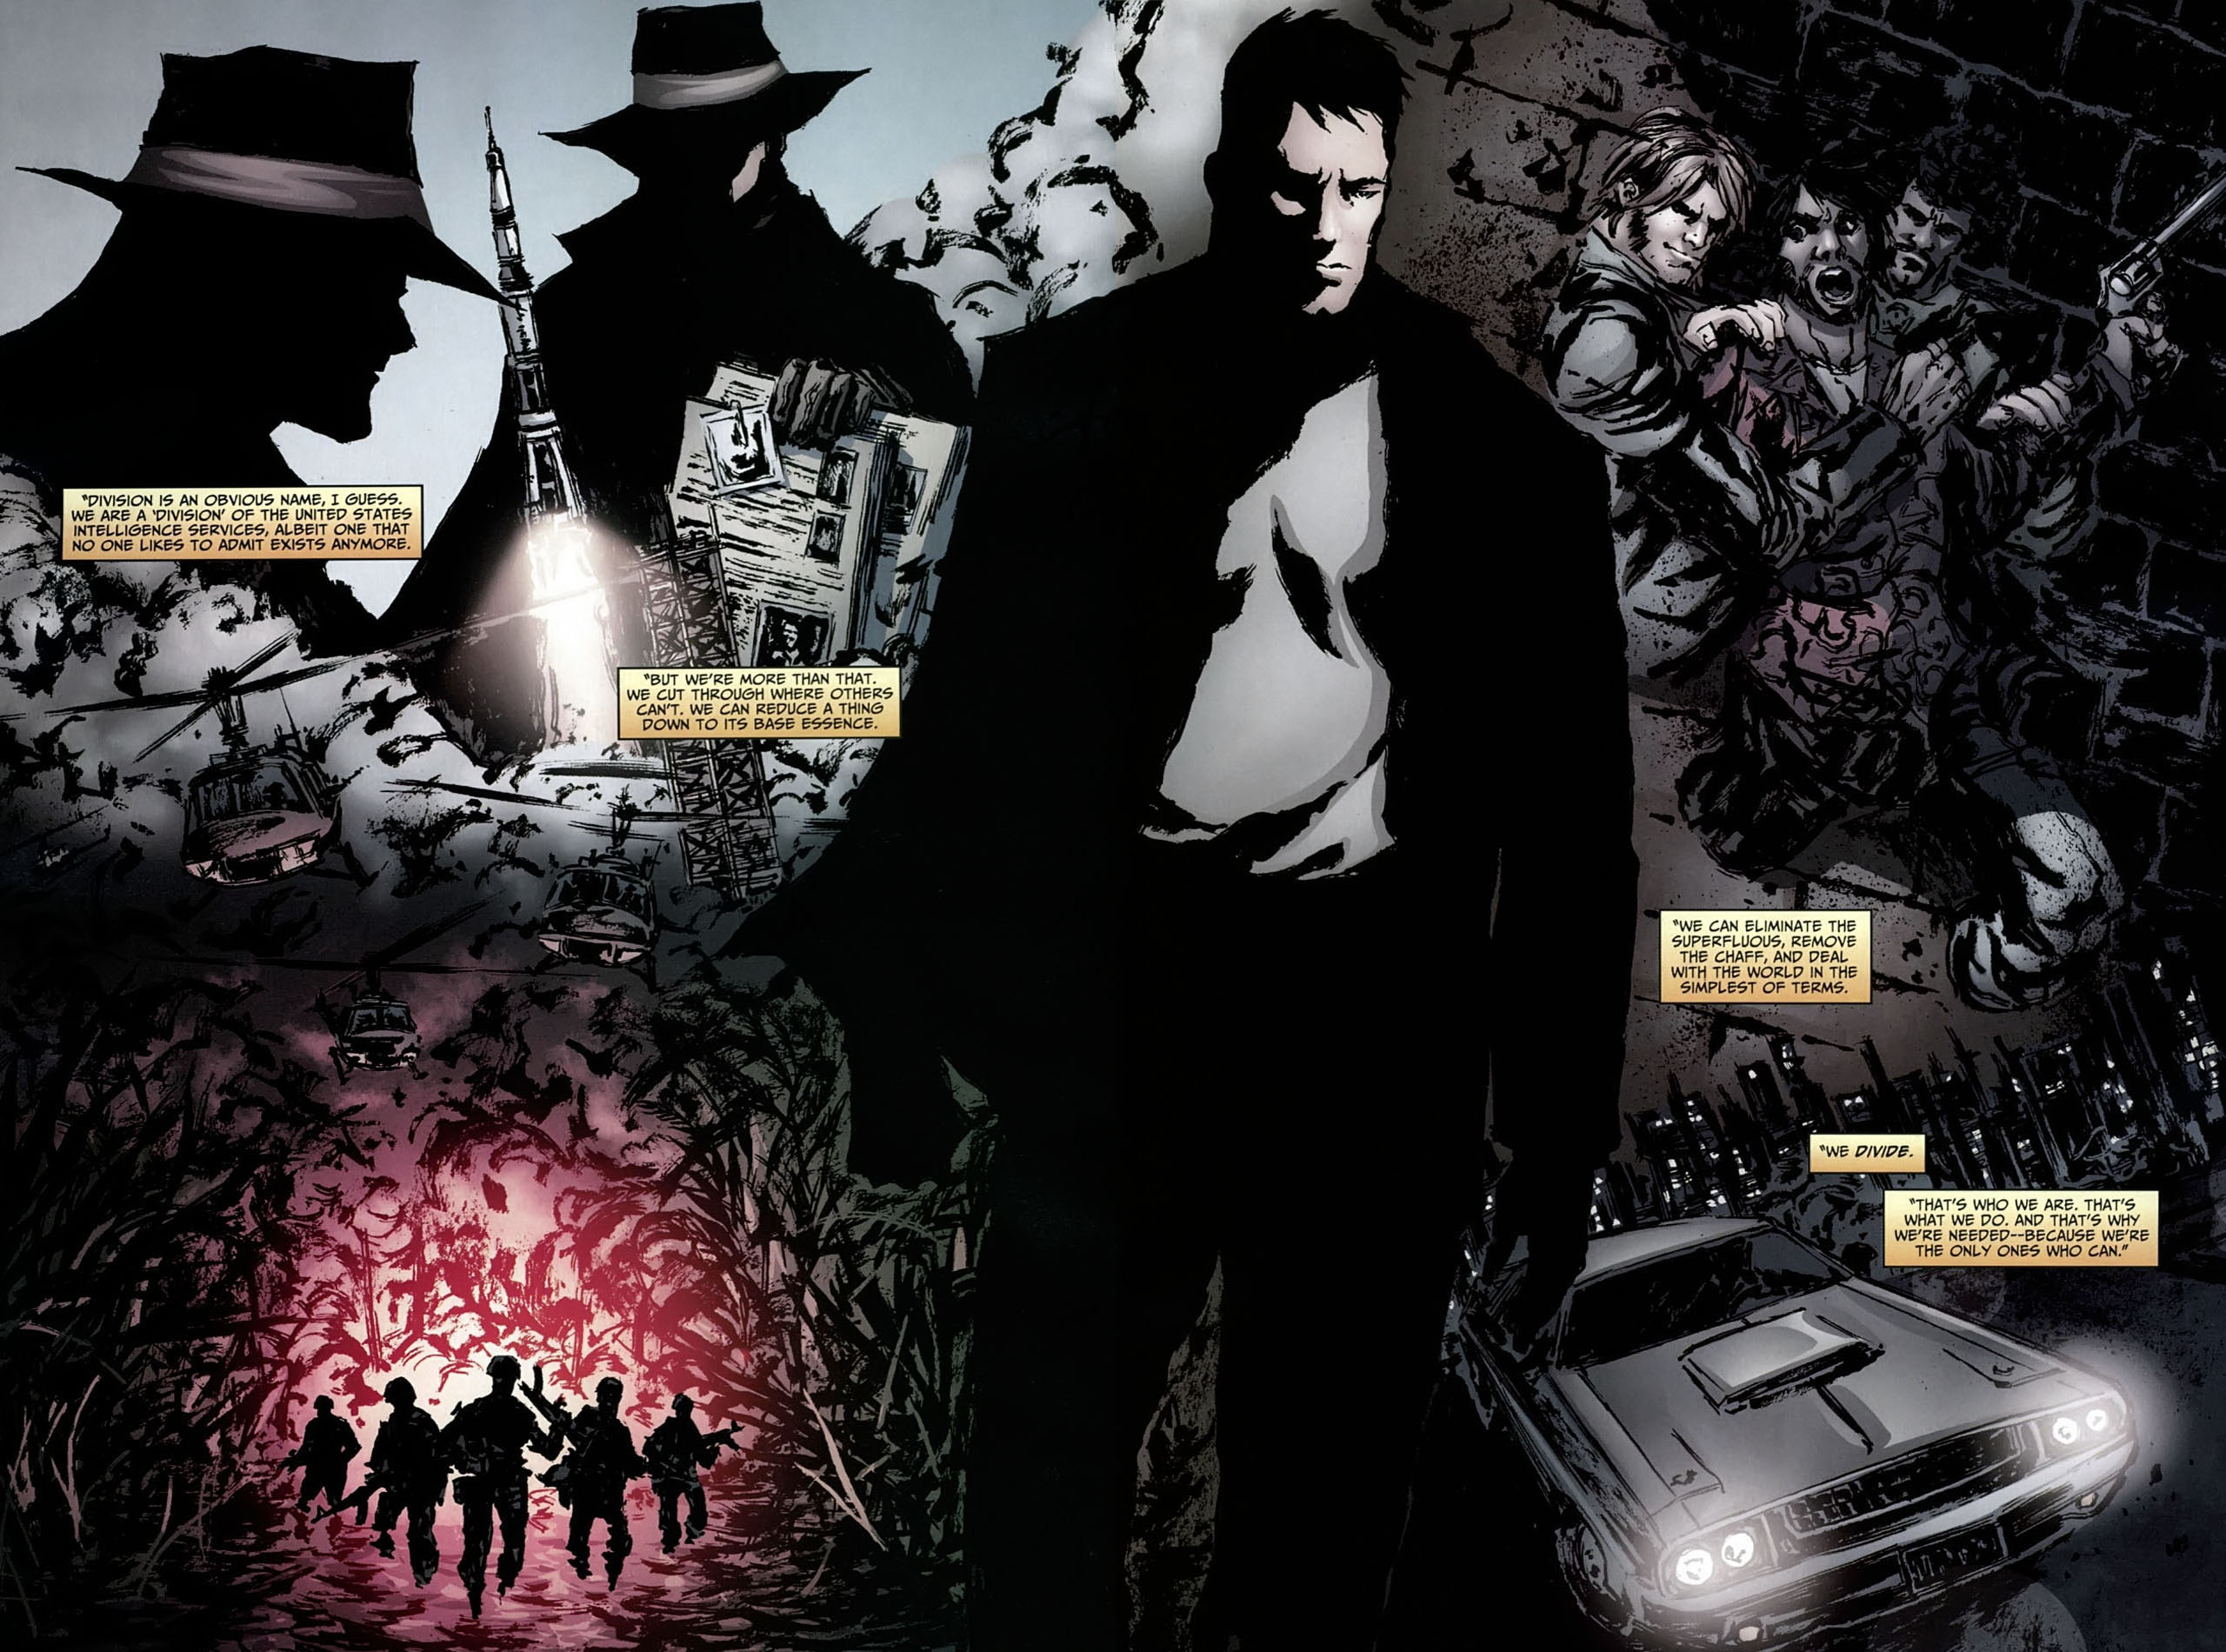 "DIVISION IS AN OBVIOUS NAME, I GUESS.
WE ARE A 'DIVISION' OF THE UNITED STATES
INTELLIGENCE SERVICES, ALBEIT ONE THAT
NO ONE LIKES TO ADMIT EXISTS ANYMORE.
"BUT WE'RE MORE THAN THAT.
WE CUT THROUGH WHERE OTHERS
CAN'T. WE CAN REDUCE A THING
DOWN TO ITS BASE ESSENCE.
"WE CAN ELIMINATE THE
SUPERFLUOUS, REMOVE
THE CHAFF, AND DEAL
WITH THE WORLD IN THE
SIMPLEST OF TERMS.
"WE DIVIDE.
"THAT'S WHO WE ARE. THAT'S
WHAT WE DO. AND THAT'S WHY
WE'RE NEEDED--BECAUSE WE'RE
THE ONLY ONES WHO CAN."